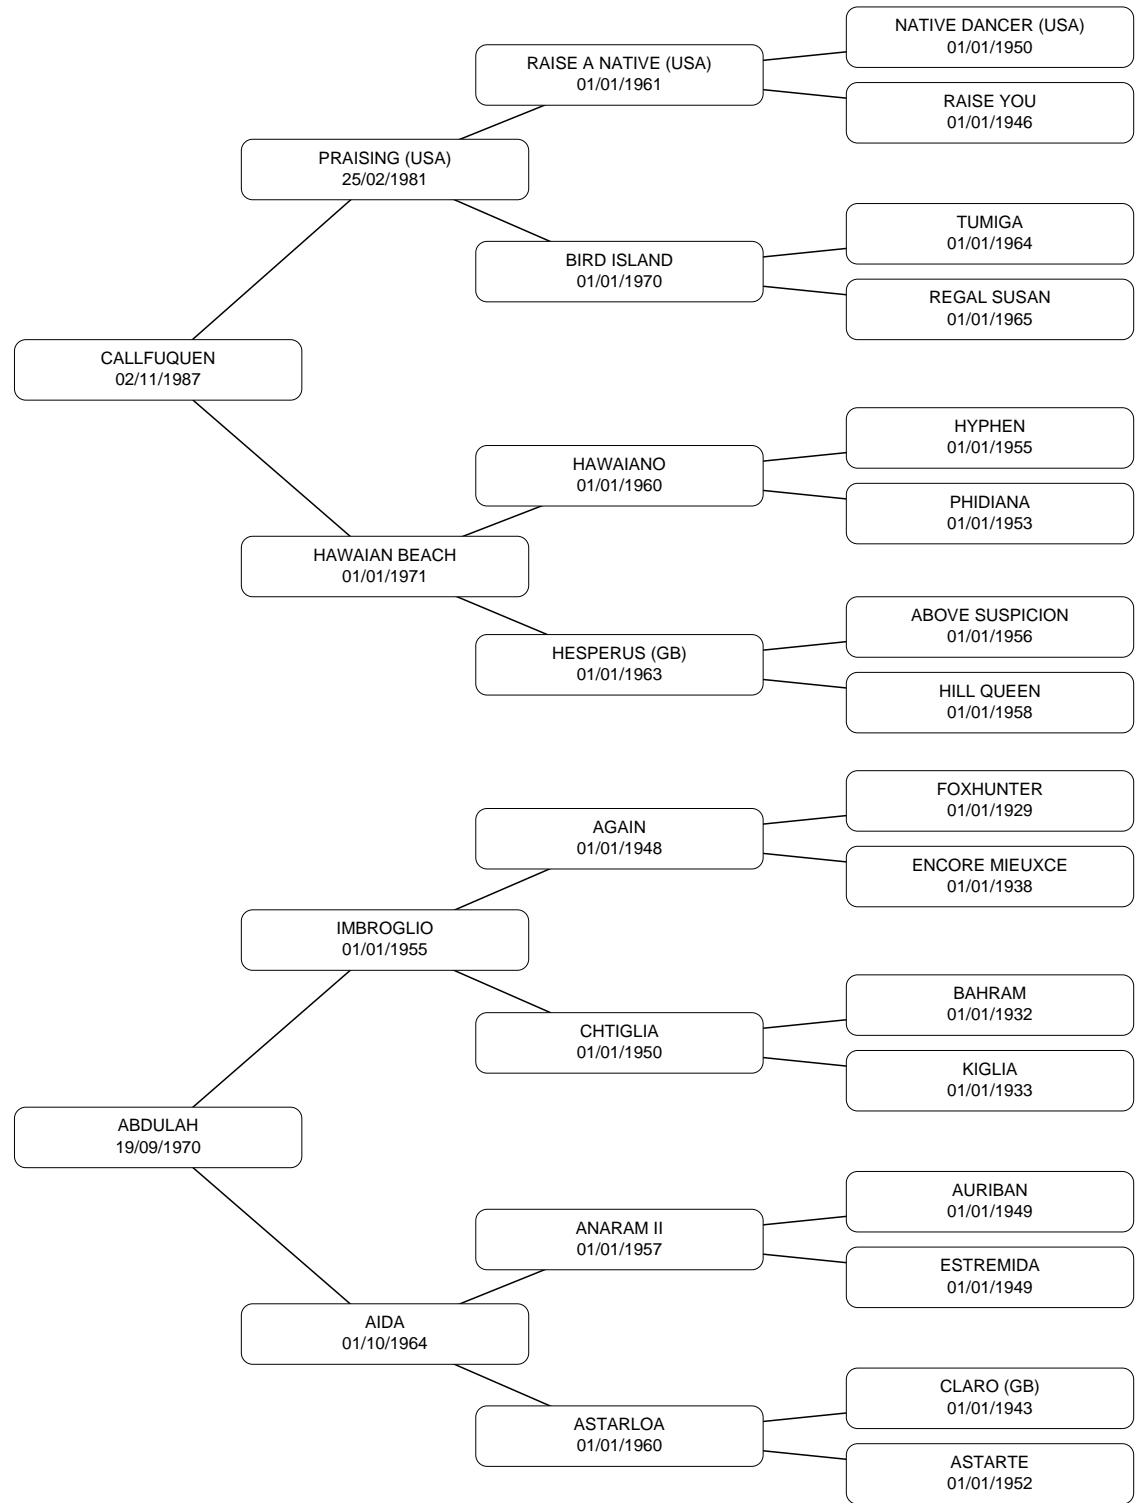 NATIVE DANCER (USA)
01/01/1950
RAISE A NATIVE (USA)
01/01/1961
RAISE YOU
01/01/1946
PRAISING (USA)
25/02/1981
TUMIGA
01/01/1964
BIRD ISLAND
01/01/1970
REGAL SUSAN
01/01/1965
CALLFUQUEN
02/11/1987
HYPHEN
01/01/1955
HAWAIANO
01/01/1960
PHIDIANA
01/01/1953
HAWAIAN BEACH
01/01/1971
ABOVE SUSPICION
01/01/1956
HESPERUS (GB)
01/01/1963
HILL QUEEN
01/01/1958
FOXHUNTER
01/01/1929
AGAIN
01/01/1948
ENCORE MIEUXCE
01/01/1938
IMBROGLIO
01/01/1955
BAHRAM
01/01/1932
CHTIGLIA
01/01/1950
KIGLIA
01/01/1933
ABDULAH
19/09/1970
AURIBAN
01/01/1949
ANARAM II
01/01/1957
ESTREMIDA
01/01/1949
AIDA
01/10/1964
CLARO (GB)
01/01/1943
ASTARLOA
01/01/1960
ASTARTE
01/01/1952